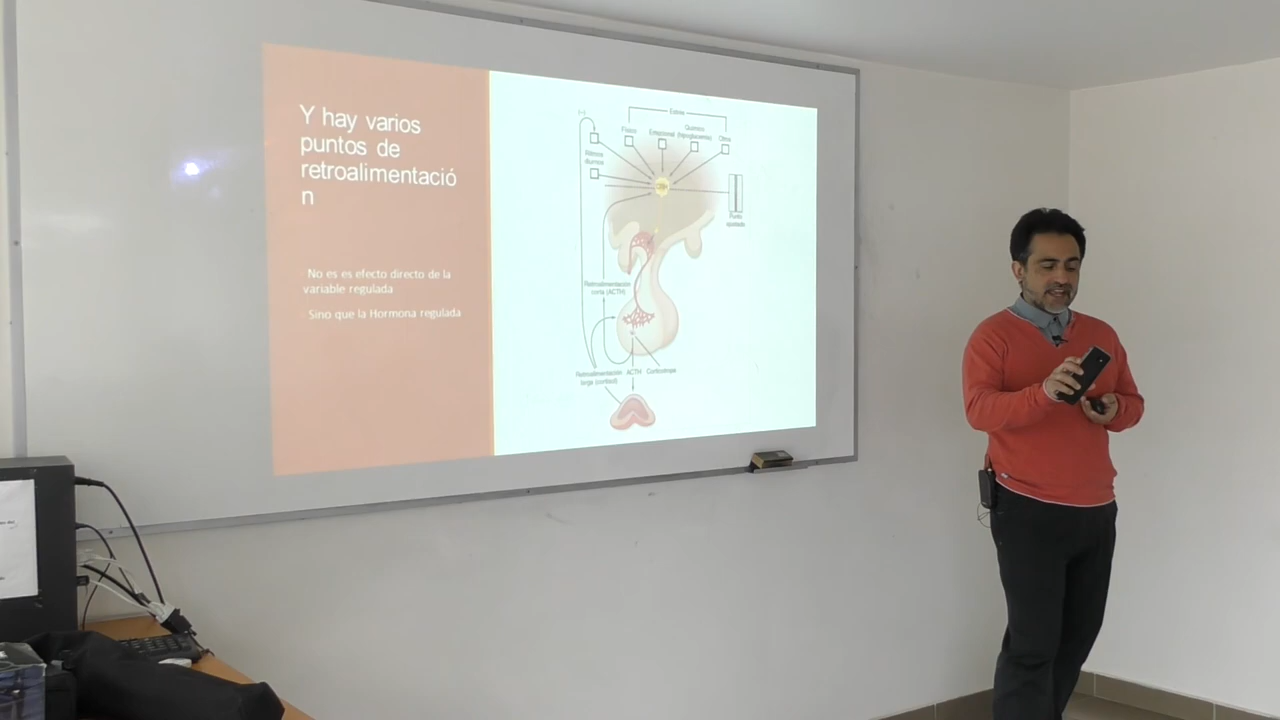 Y hay varios
puntos de
retroalimentació
n
No es es efecto directo de la
variable regulada
Sino que la Hormona regulada
(–)
Estrés
Físico
Emocional
Químico
(hipoglucemia)
Otros
Ritmos
diurnos
Punto
ajustado
Retroalimentación
corta (ACTH)
Retroalimentación
larga (cortisol)
ACTH
Corticotropa